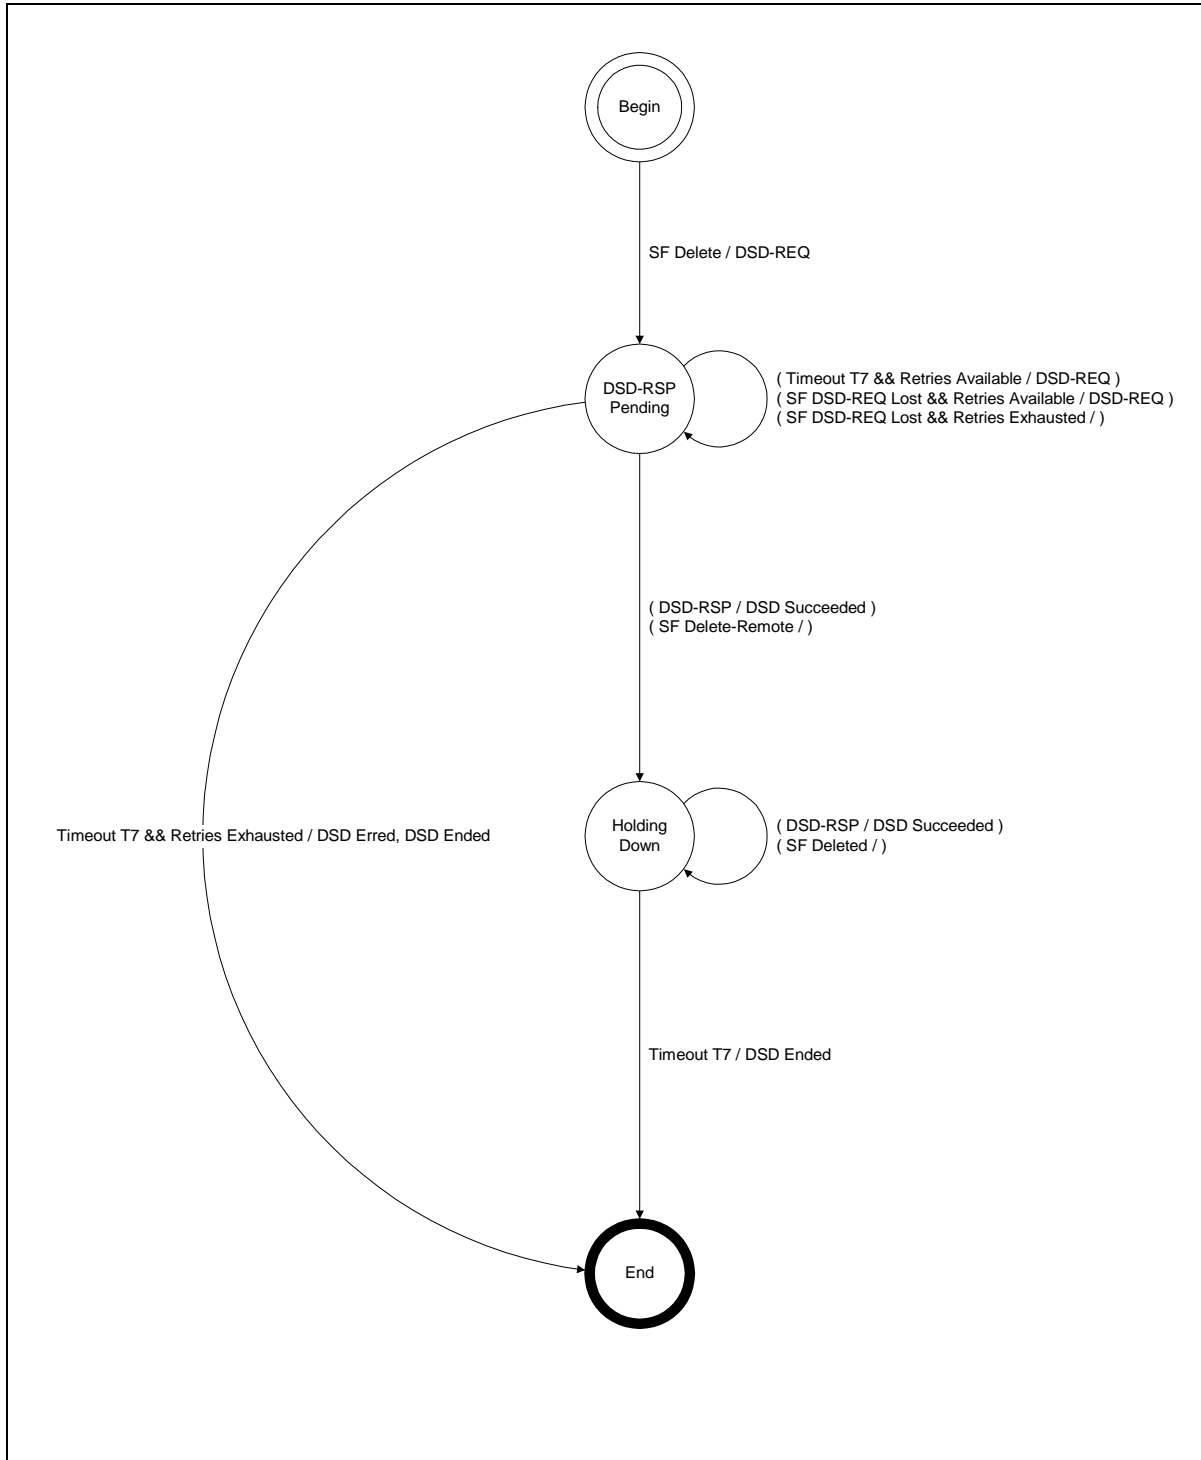 Begin
SF Delete / DSD-REQ
DSD-RSP
Pending
( Timeout T7 && Retries Available / DSD-REQ )
( SF DSD-REQ Lost && Retries Available / DSD-REQ )
( SF DSD-REQ Lost && Retries Exhausted / )
( DSD-RSP / DSD Succeeded )
( SF Delete-Remote / )
Timeout T7 && Retries Exhausted / DSD Erred, DSD Ended
Holding
Down
( DSD-RSP / DSD Succeeded )
( SF Deleted / )
Timeout T7 / DSD Ended
End